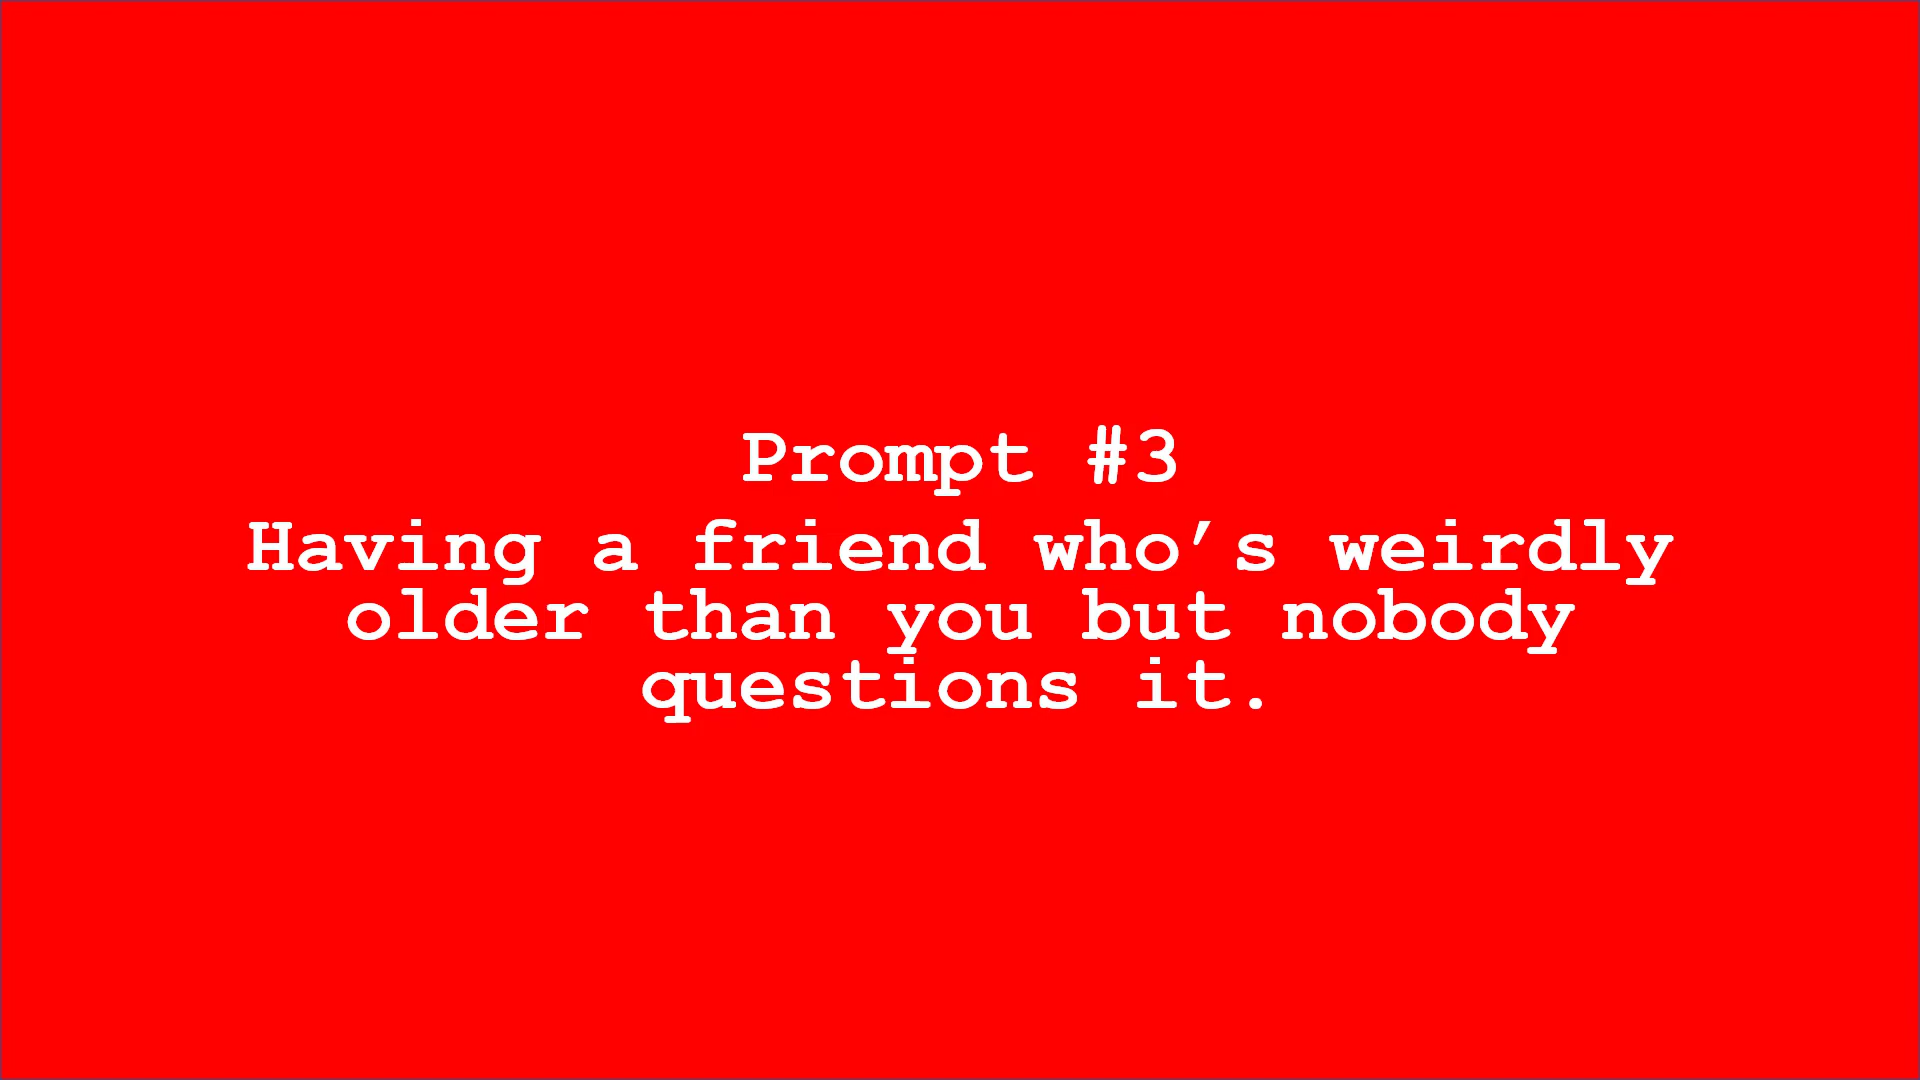 Prompt #3
Having a friend who’s weirdly
older than you but nobody
questions it.